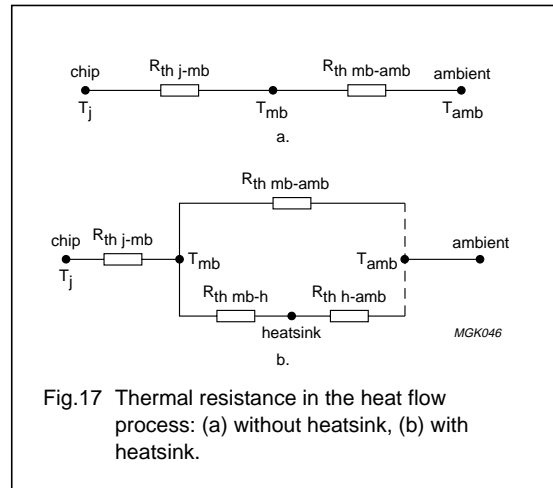 chip R th j-mb R th mb-amb ambient
T j T mb T amb
a.
R th mb-amb
chip R th j-mb T mb T amb ambient
T j
R th mb-h R th h-amb
heatsink MGK046
b.
Fig.17 Thermal resistance in the heat flow
process: (a) without heatsink, (b) with
heatsink.